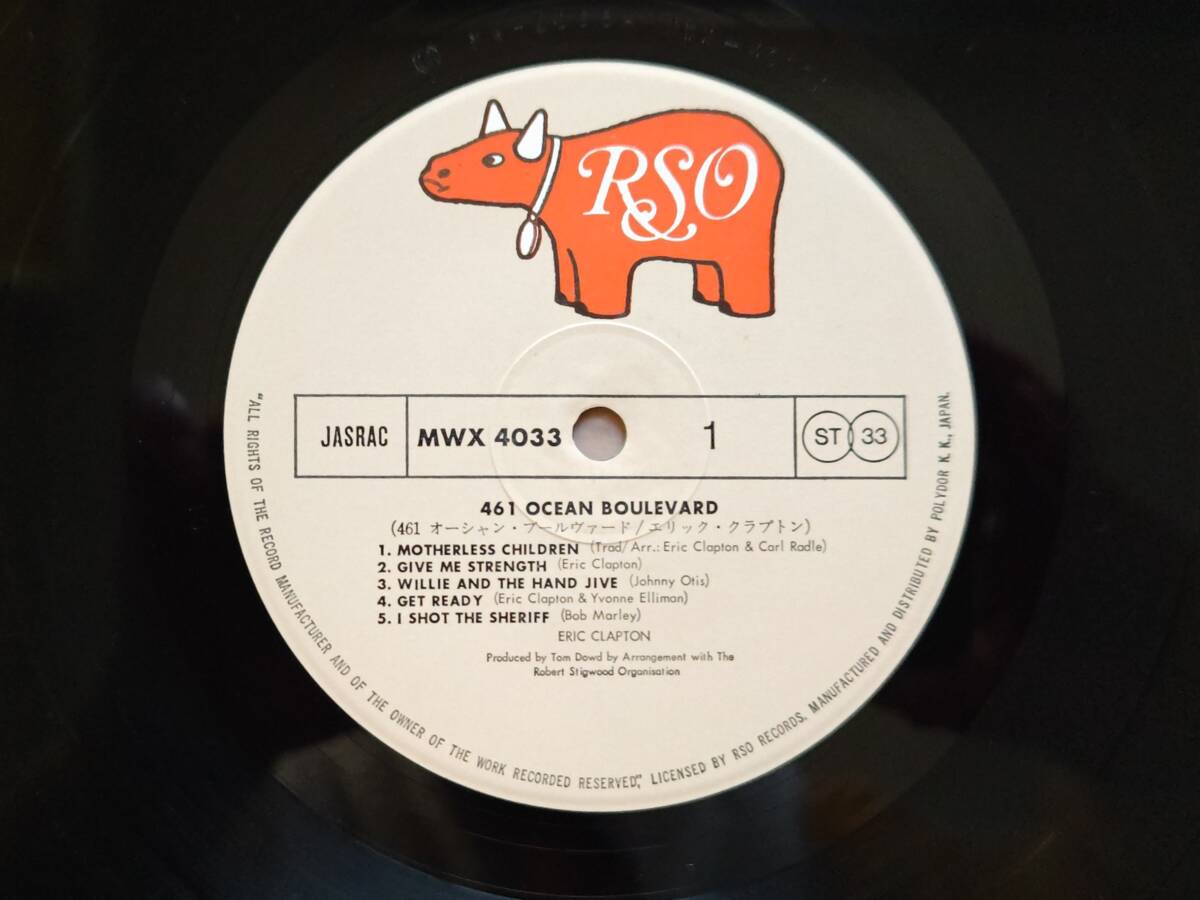 RSO
JASRAC MWX 4033 1 ST 33
461 OCEAN BOULEVARD
(461 オーシャン・ブールヴァード/エリック・クラプトン)
1. MOTHERLESS CHILDREN (Trad/Arr.: Eric Clapton & Carl Radle)
2. GIVE ME STRENGTH (Eric Clapton)
3. WILLIE AND THE HAND JIVE (Johnny Otis)
4. GET READY (Eric Clapton & Yvonne Elliman)
5. I SHOT THE SHERIFF (Bob Marley)
ERIC CLAPTON
Produced by Tom Dowd by Arrangement with The
Robert Stigwood Organisation
"ALL RIGHTS OF THE RECORD MANUFACTURER AND OF THE OWNER OF THE WORK RECORDED RESERVED," LICENSED BY RSO RECORDS. MANUFACTURED AND DISTRIBUTED BY POLYDOR K. K., JAPAN.